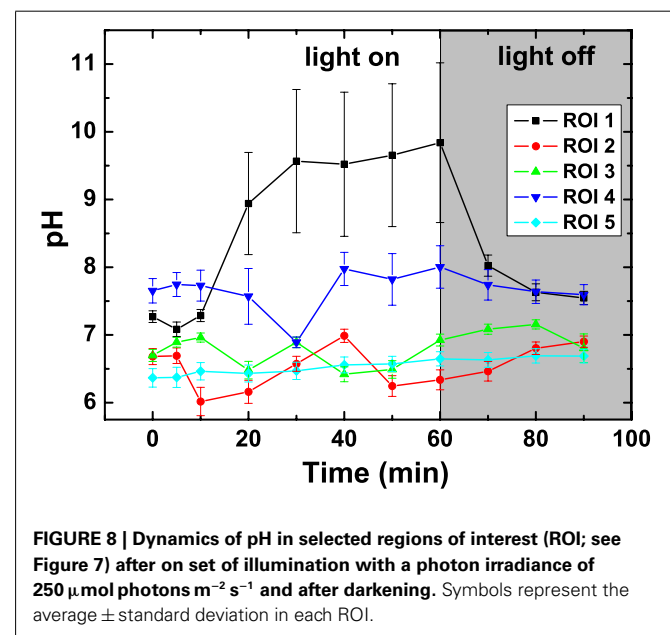 light on
light off
11
10
9
8
7
6
pH
ROI 1
ROI 2
ROI 3
ROI 4
ROI 5
0
20
40
60
80
100
Time (min)
FIGURE 8 | Dynamics of pH in selected regions of interest (ROI; see
Figure 7) after on set of illumination with a photon irradiance of
250 μmol photons m⁻² s⁻¹ and after darkening. Symbols represent the
average ± standard deviation in each ROI.